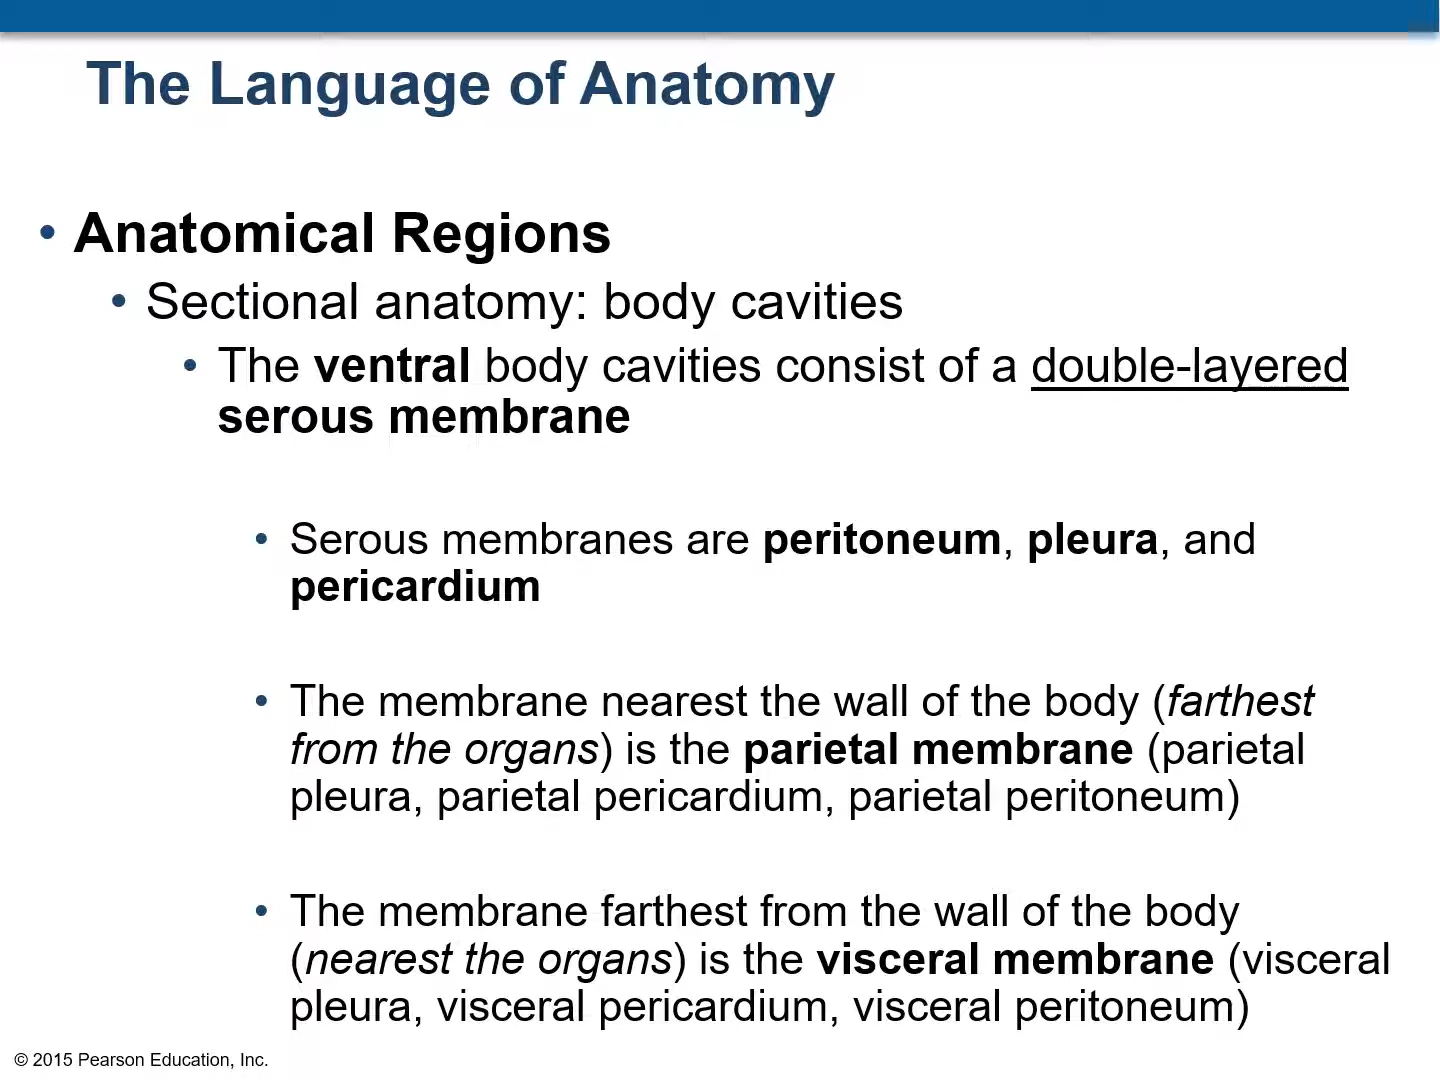 The Language of Anatomy
• Anatomical Regions
• Sectional anatomy: body cavities
• The ventral body cavities consist of a double-layered
serous membrane
• Serous membranes are peritoneum, pleura, and
pericardium
• The membrane nearest the wall of the body (farthest
from the organs) is the parietal membrane (parietal
pleura, parietal pericardium, parietal peritoneum)
• The membrane farthest from the wall of the body
(nearest the organs) is the visceral membrane (visceral
pleura, visceral pericardium, visceral peritoneum)
© 2015 Pearson Education, Inc.